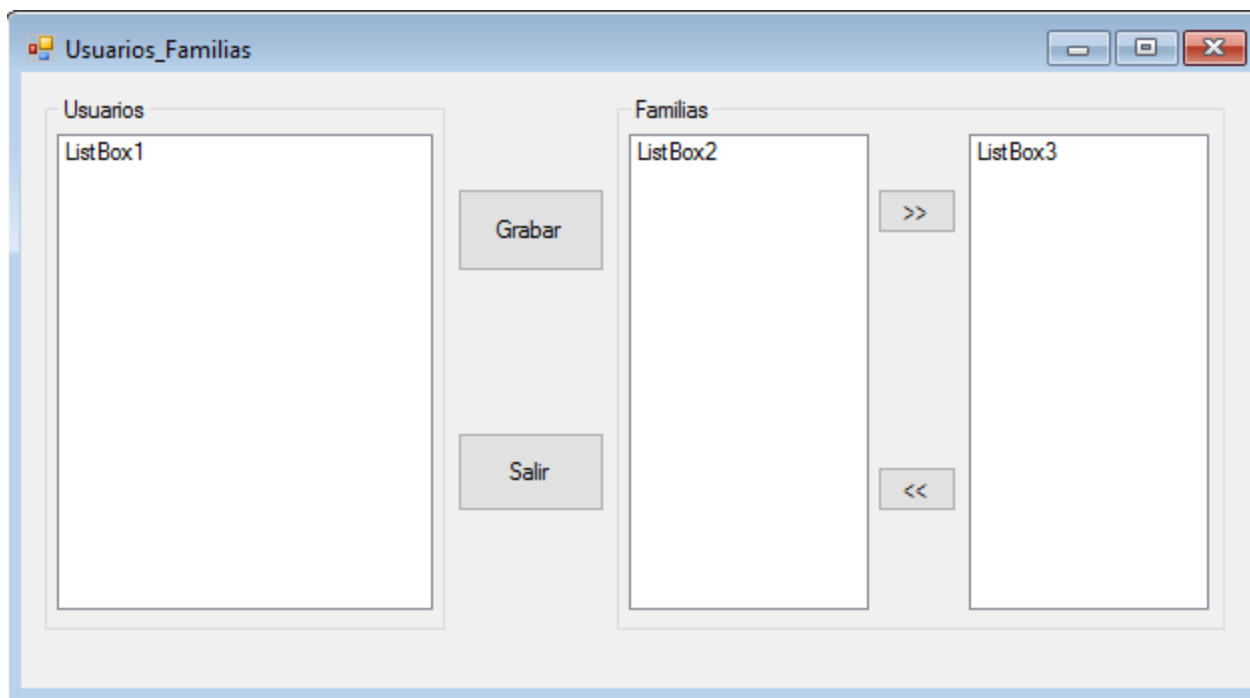 Usuarios_Familias
Usuarios
ListBox1
Grabar
Salir
Familias
ListBox2
>>
<<
ListBox3